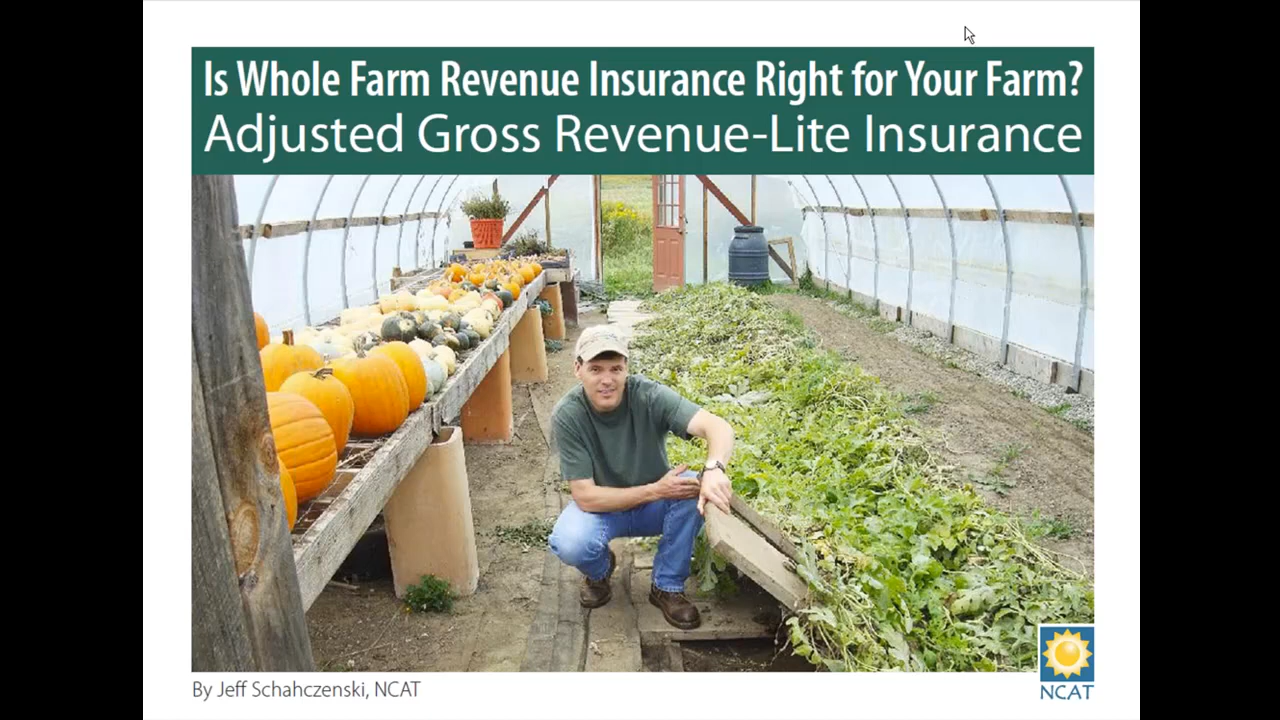 Is Whole Farm Revenue Insurance Right for Your Farm?
Adjusted Gross Revenue-Lite Insurance
By Jeff Schahczenski, NCAT
NCAT